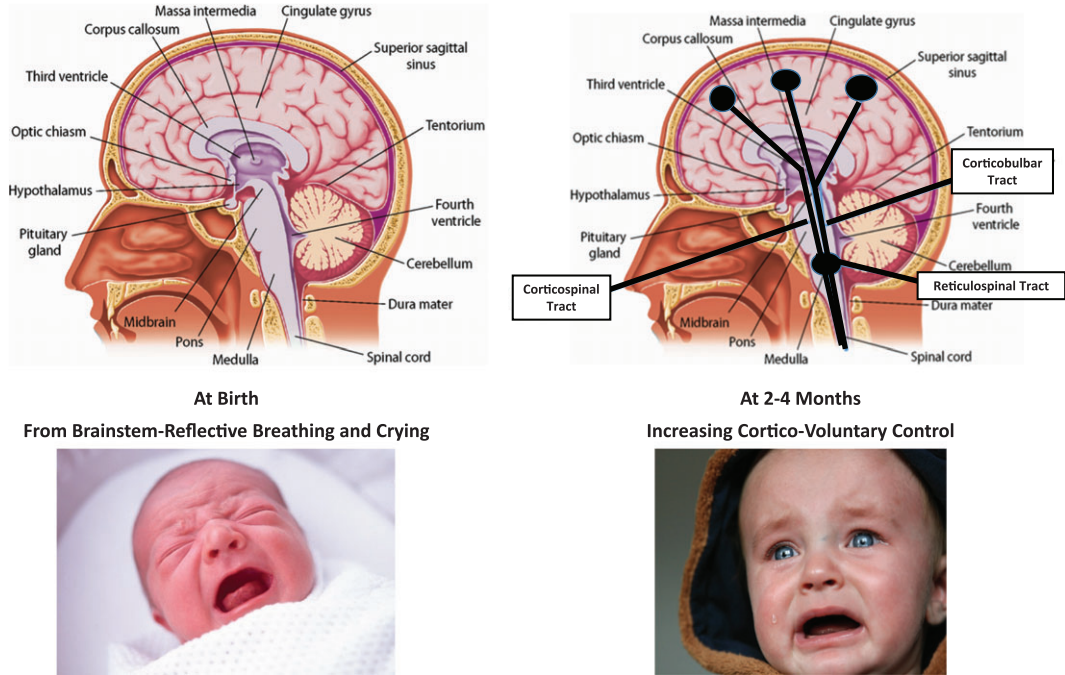 Massa intermedia
Cingulate gyrus
Corpus callosum
Superior sagittal
sinus
Third ventricle
Optic chiasm
Tentorium
Hypothalamus
Fourth
ventricle
Pituitary
gland
Cerebellum
Dura mater
Midbrain
Pons
Medulla
Spinal cord
At Birth
From Brainstem-Reflective Breathing and Crying
Massa intermedia
Cingulate gyrus
Corpus callosum
Superior sagittal
sinus
Third ventricle
Optic chiasm
Tentorium
Corticobulbar
Tract
Hypothalamus
Fourth
ventricle
Pituitary
gland
Cerebellum
Reticulospinal Tract
Corticospinal
Tract
Dura mater
Midbrain
Pons
Medulla
Spinal cord
At 2-4 Months
Increasing Cortico-Voluntary Control